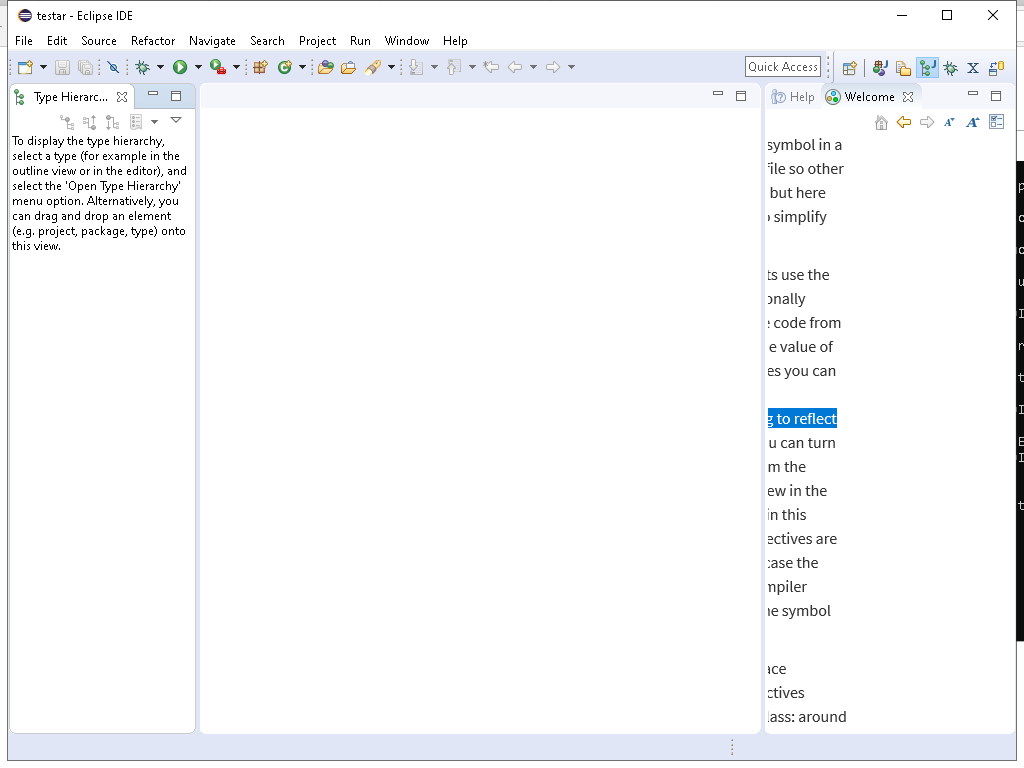 testar - Eclipse IDE
File Edit Source Refactor Navigate Search Project Run Window Help
Quick Access
Type Hierarc...
To display the type hierarchy,
select a type (for example in the
outline view or in the editor), and
select the 'Open Type Hierarchy'
menu option. Alternatively, you
can drag and drop an element
(e.g. project, package, type) onto
this view.
Help Welcome
symbol in a
file so other
but here
simplify
ts use the
onally
code from
e value of
es you can
g to reflect
u can turn
m the
ew in the
in this
ectives are
case the
mpiler
ne symbol
ace
ctives
lass: around